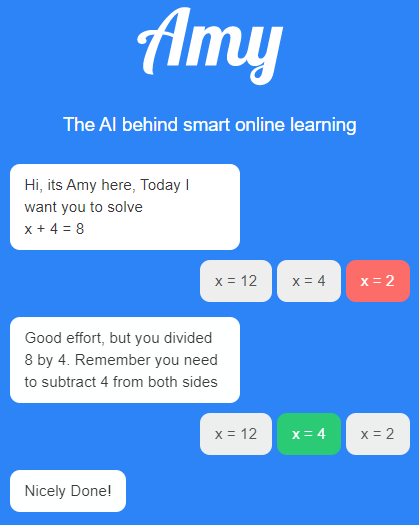 Amy
The AI behind smart online learning
Hi, its Amy here, Today I
want you to solve
x + 4 = 8
x = 12 x = 4 x = 2
Good effort, but you divided
8 by 4. Remember you need
to subtract 4 from both sides
x = 12 x = 4 x = 2
Nicely Done!